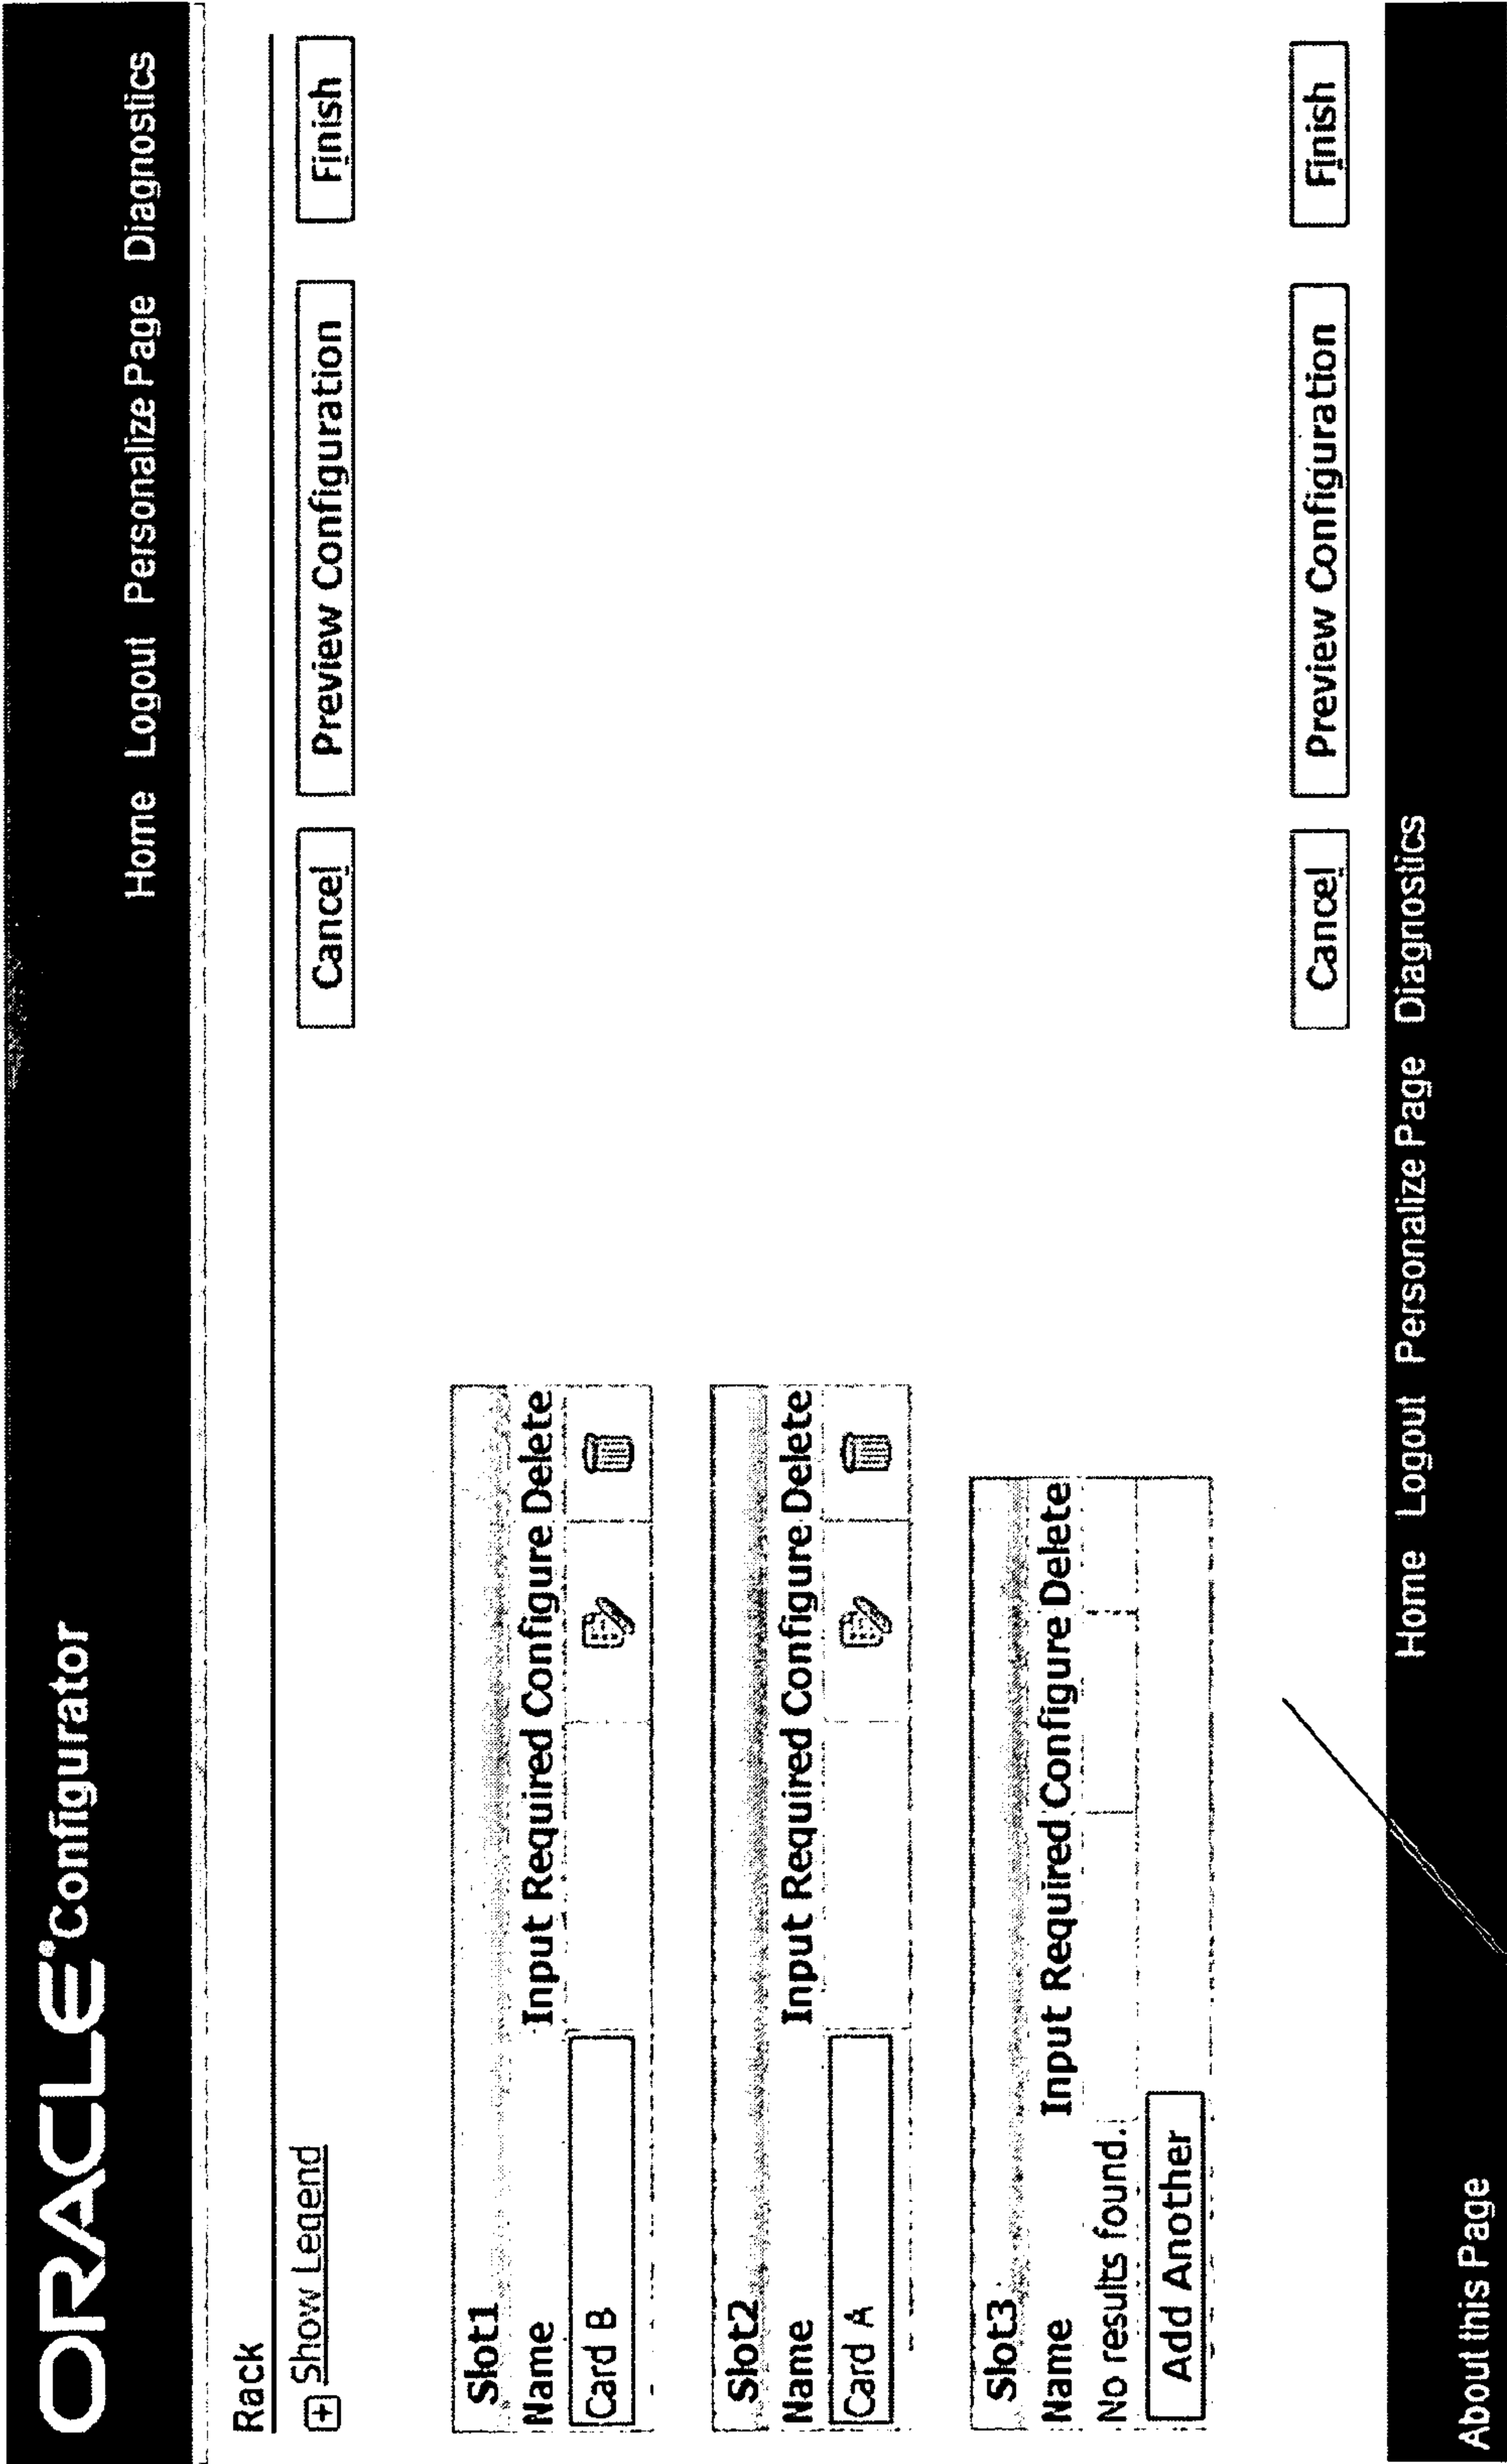 ORACLE® Configurator
Home Logout Personalize Page Diagnostics
Rack
Show Legend
Cancel Preview Configuration Finish
Slot1
Name Input Required Configure Delete
Card B
Slot2
Name Input Required Configure Delete
Card A
Slot3
Name Input Required Configure Delete
No results found.
Add Another
Cancel Preview Configuration Finish
Home Logout Personalize Page Diagnostics
About this Page